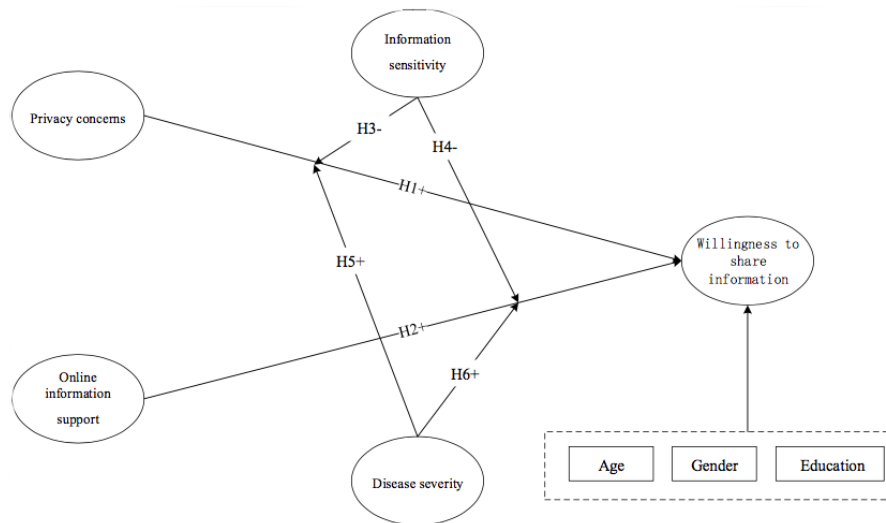 Information
sensitivity
Privacy concerns
H3-
H4-
H1+
Willingness to
share
information
H5+
H2+
Online
information
support
H6+
Disease severity
Age
Gender
Education